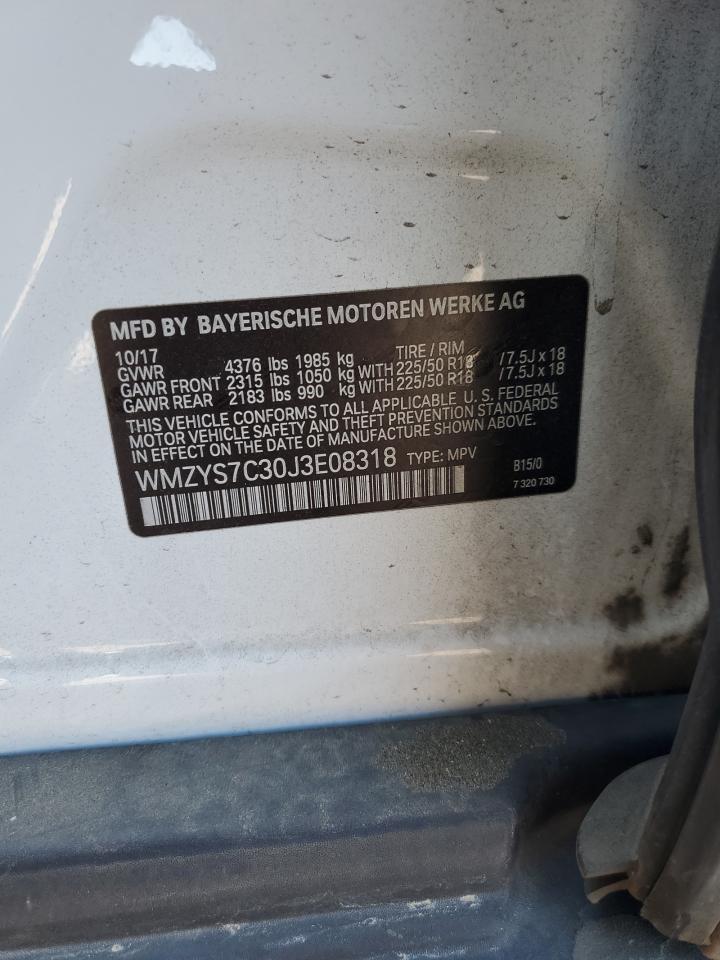 MFD BY BAYERISCHE MOTOREN WERKE AG
10/17 TIRE / RIM
GVWR 4376 lbs 1985 kg
GAWR FRONT 2315 lbs 1050 kg WITH 225/50 R18 /7.5J x 18
GAWR REAR 2183 lbs 990 kg WITH 225/50 R18 /7.5J x 18
THIS VEHICLE CONFORMS TO ALL APPLICABLE U. S. FEDERAL
MOTOR VEHICLE SAFETY AND THEFT PREVENTION STANDARDS
IN EFFECT ON THE DATE OF MANUFACTURE SHOWN ABOVE.
WMZYS7C30J3E08318 TYPE: MPV B15/0
7 320 730